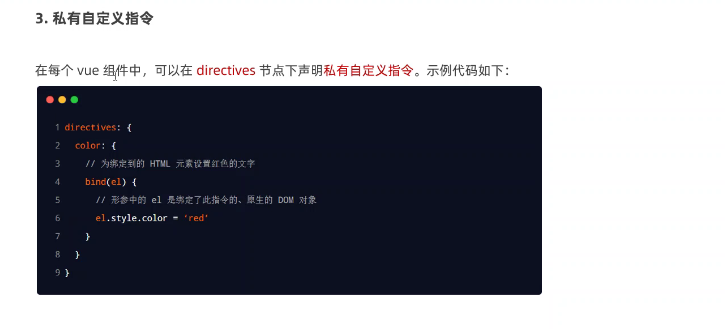 3. 私有自定义指令
在每个 vue 组件中，可以在 directives 节点下声明私有自定义指令。示例代码如下：
1 directives: {
2   color: {
3     // 为绑定到的 HTML 元素设置红色的文字
4     bind(el) {
5       // 形参中的 el 是绑定了此指令的、原生的 DOM 对象
6       el.style.color = 'red'
7     }
8   }
9 }